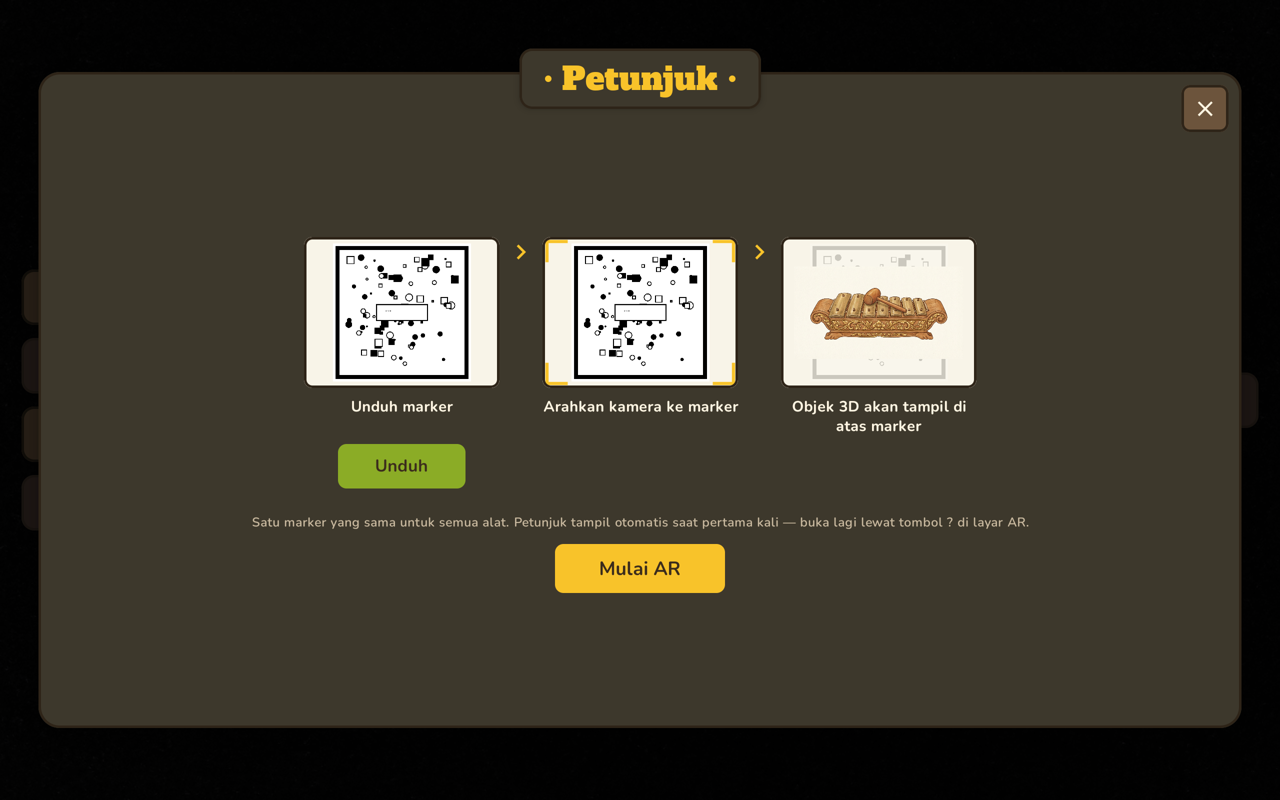 • Petunjuk •
Unduh marker
Arahkan kamera ke marker
Objek 3D akan tampil di
atas marker
Unduh
Satu marker yang sama untuk semua alat. Petunjuk tampil otomatis saat pertama kali — buka lagi lewat tombol ? di layar AR.
Mulai AR